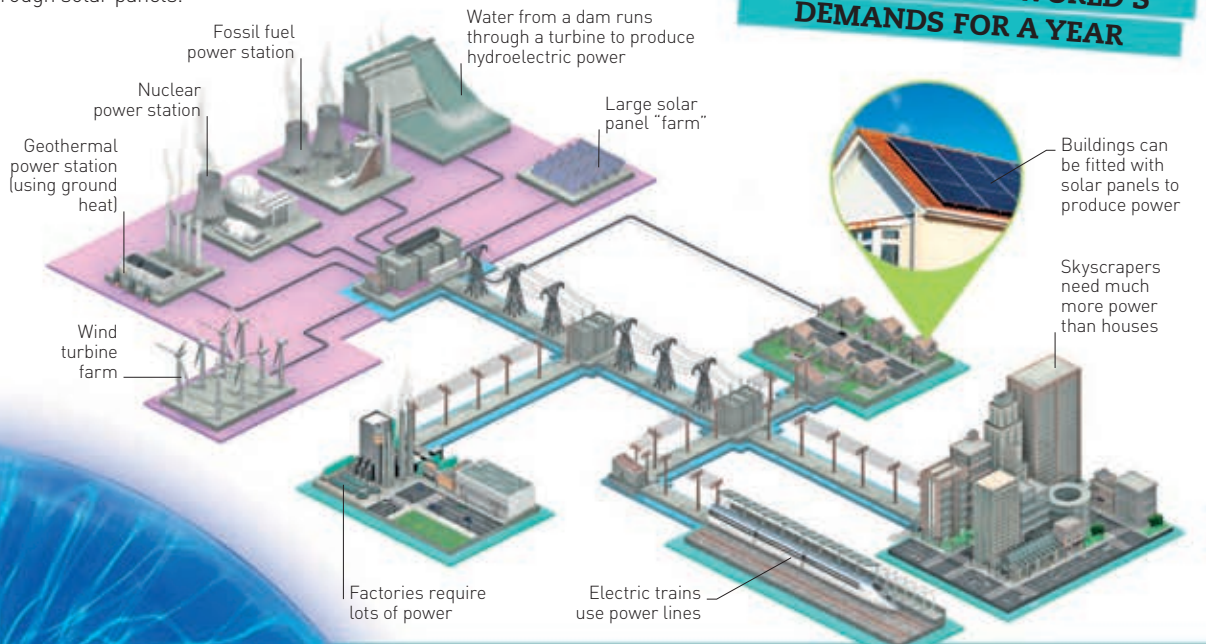 rough solar panels.
WORLD'S
DEMANDS FOR A YEAR
Water from a dam runs
through a turbine to produce
hydroelectric power
Fossil fuel
power station
Nuclear
power station
Large solar
panel "farm"
Geothermal
power station
(using ground
heat)
Buildings can
be fitted with
solar panels to
produce power
Skyscrapers
need much
more power
than houses
Wind
turbine
farm
Factories require
lots of power
Electric trains
use power lines